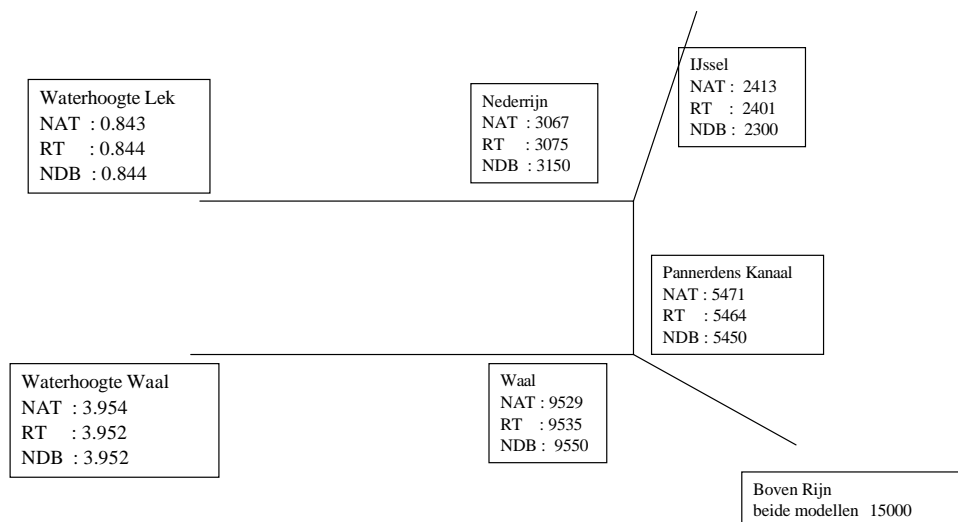 IJssel
NAT : 2413
RT : 2401
NDB : 2300
Waterhoogte Lek
NAT : 0.843
RT : 0.844
NDB : 0.844
Nederrijn
NAT : 3067
RT : 3075
NDB : 3150
Pannerdens Kanaal
NAT : 5471
RT : 5464
NDB : 5450
Waterhoogte Waal
NAT : 3.954
RT : 3.952
NDB : 3.952
Waal
NAT : 9529
RT : 9535
NDB : 9550
Boven Rijn
beide modellen 15000